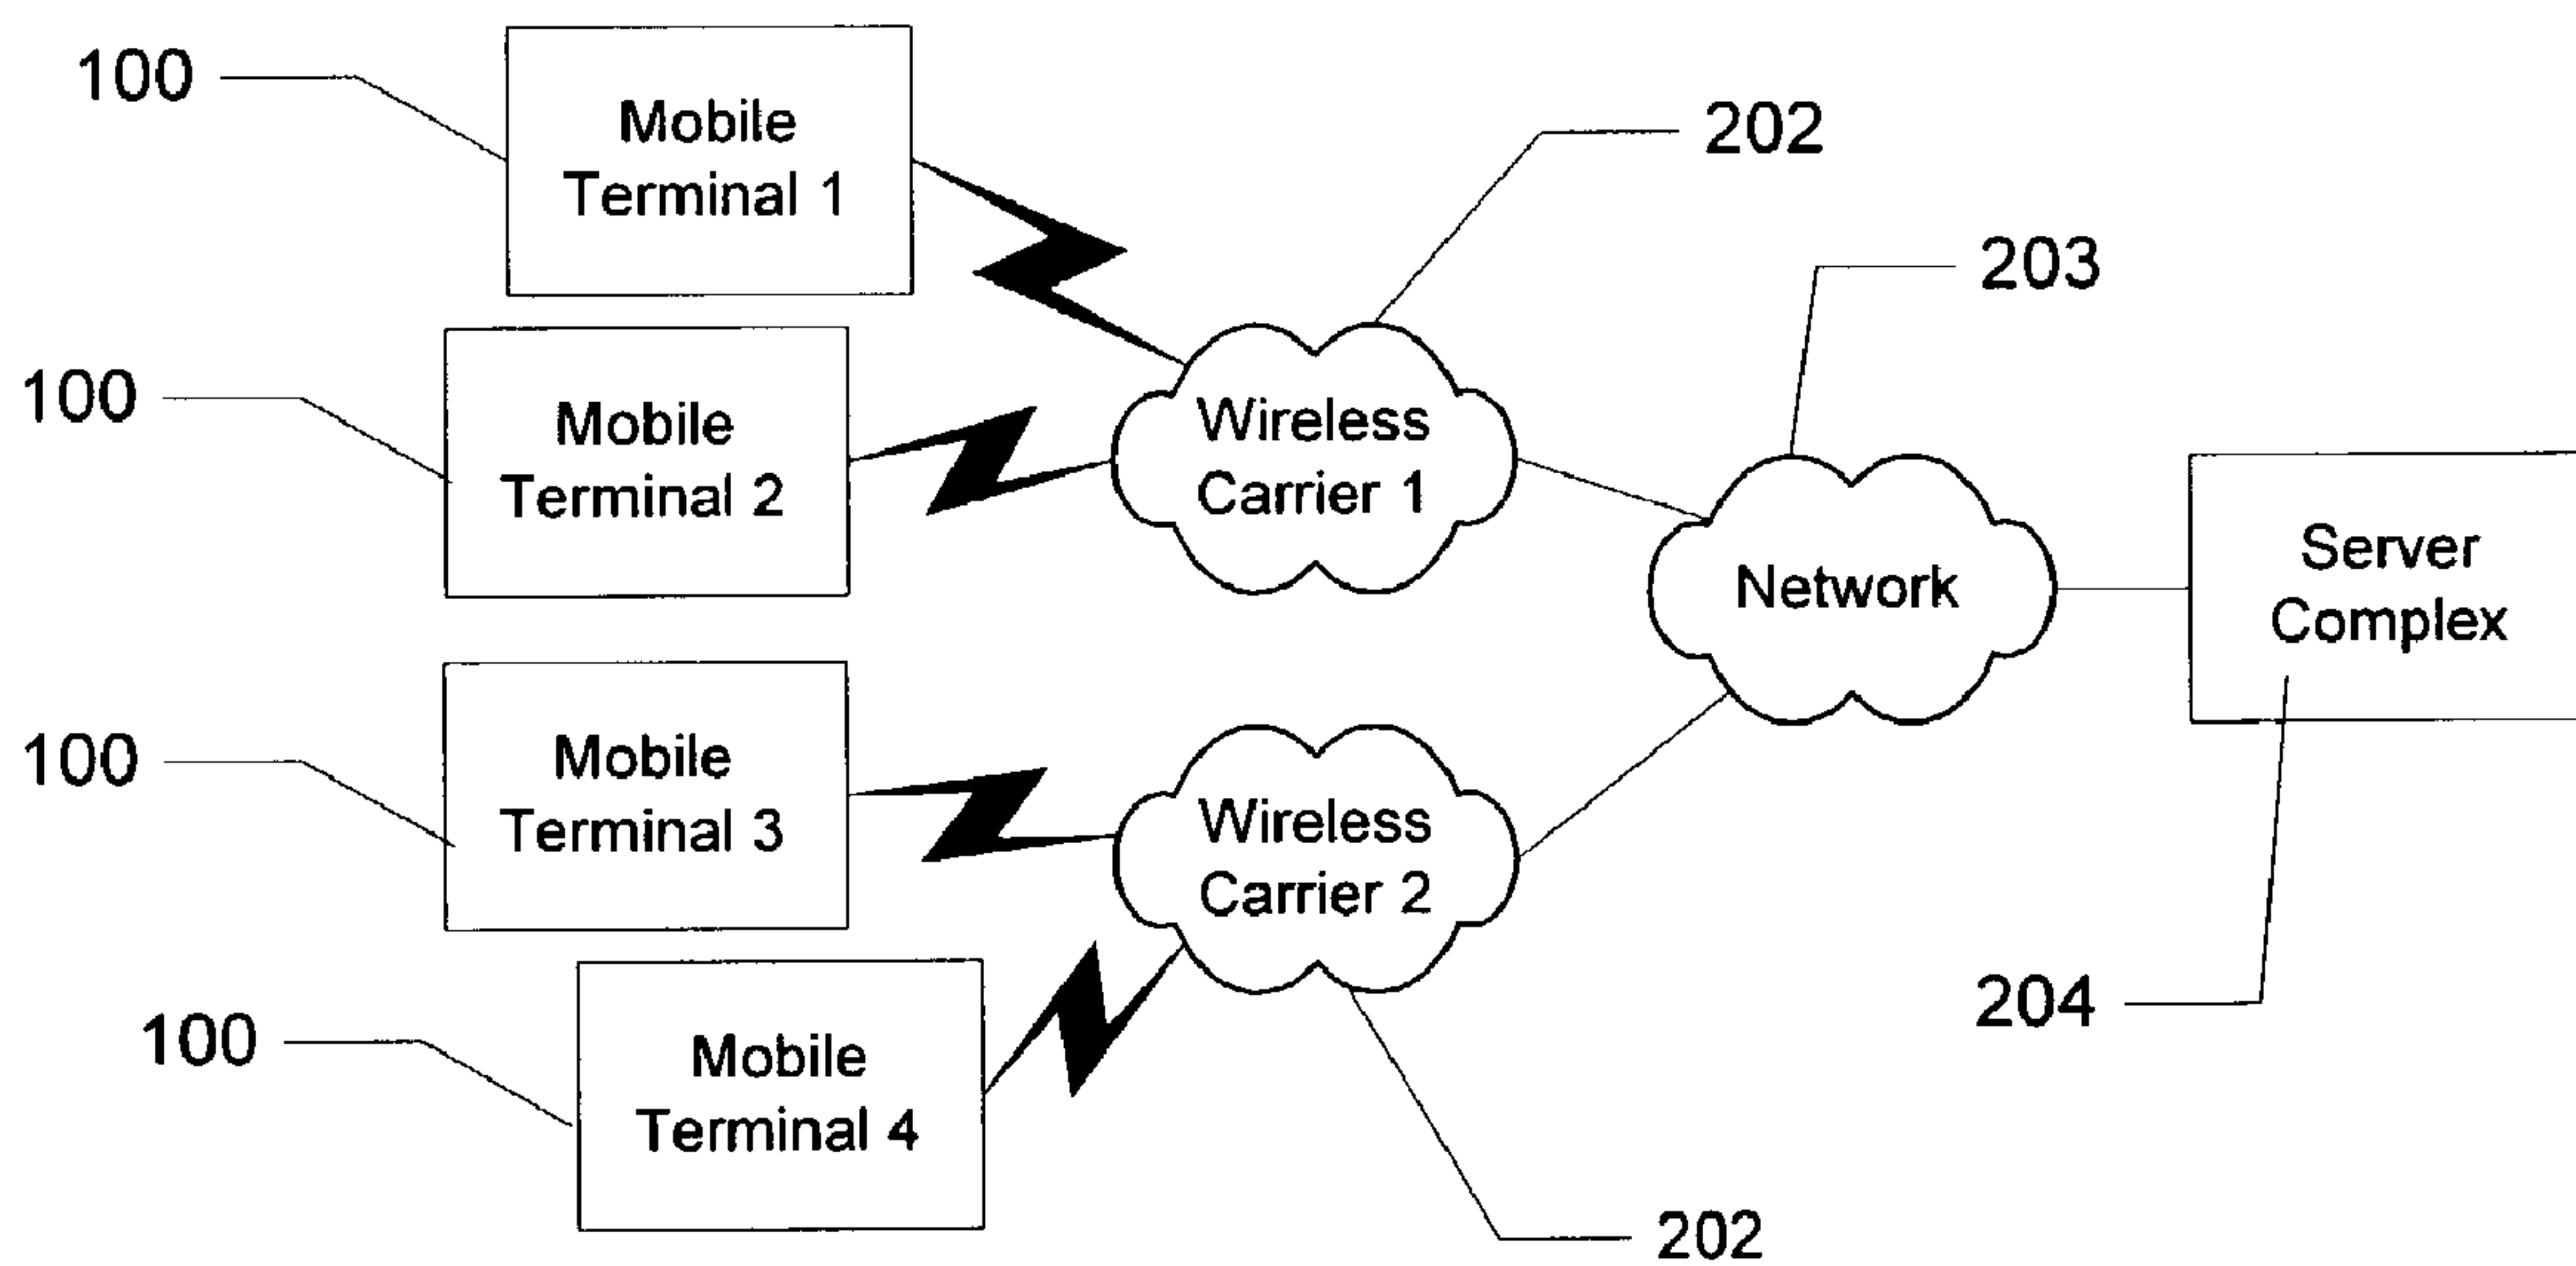 100
Mobile
Terminal 1
202
203
100
Mobile
Terminal 2
Wireless
Carrier 1
Network
Server
Complex
100
Mobile
Terminal 3
Wireless
Carrier 2
204
100
Mobile
Terminal 4
202